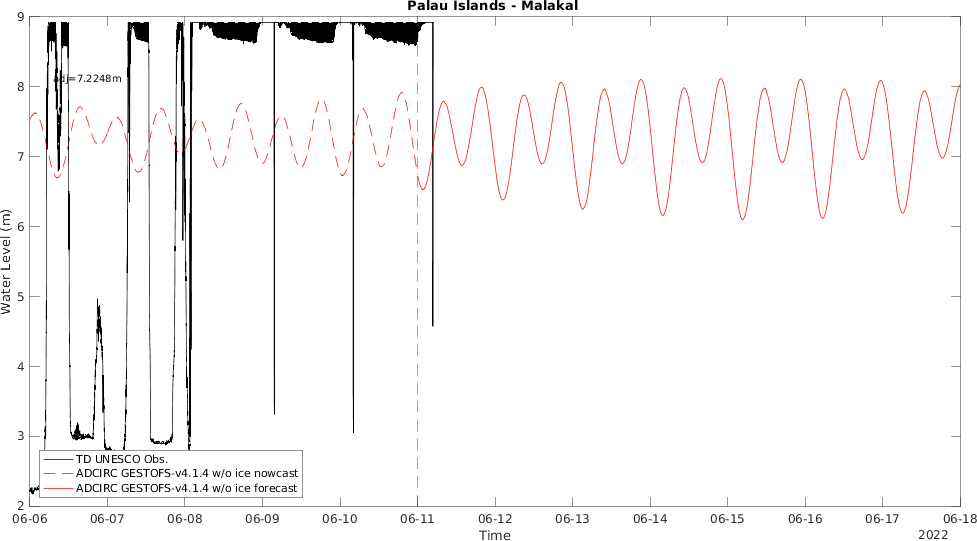 Palau Islands - Malakal
9
adj=7.2248m
8
7
6
5
4
3
2
Water Level (m)
TD UNESCO Obs.
ADCIRC GESTOFS-v4.1.4 w/o ice nowcast
ADCIRC GESTOFS-v4.1.4 w/o ice forecast
06-06 06-07 06-08 06-09 06-10 06-11 06-12 06-13 06-14 06-15 06-16 06-17 06-18
Time
2022